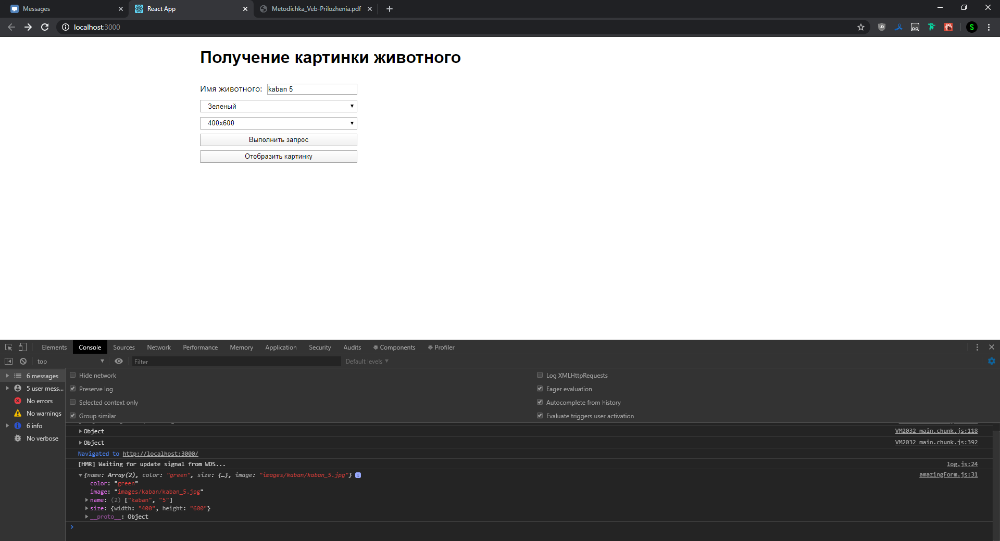 Messages
React App
Metodichka_Veb-Prilozhenia.pdf
localhost:3000
S
Получение картинки животного
Имя животного: kaban 5
Зеленый
400x600
Выполнить запрос
Отобразить картинку
Elements Console Sources Network Performance Memory Application Security Audits Components Profiler
top Filter Default levels
6 messages
5 user mess...
No errors
No warnings
6 info
No verbose
Hide network Log XMLHttpRequests
Preserve log Eager evaluation
Selected context only Autocomplete from history
Group similar Evaluate triggers user activation
Object VM2032 main.chunk.js:118
Object VM2032 main.chunk.js:392
Navigated to http://localhost:3000/
[HMR] Waiting for update signal from WDS... log.js:24
{name: Array(2), color: "green", size: {…}, image: "images/kaban/kaban_5.jpg"} i amazingForm.js:31
color: "green"
image: "images/kaban/kaban_5.jpg"
name: (2) ["kaban", "5"]
size: {width: "400", height: "600"}
__proto__: Object